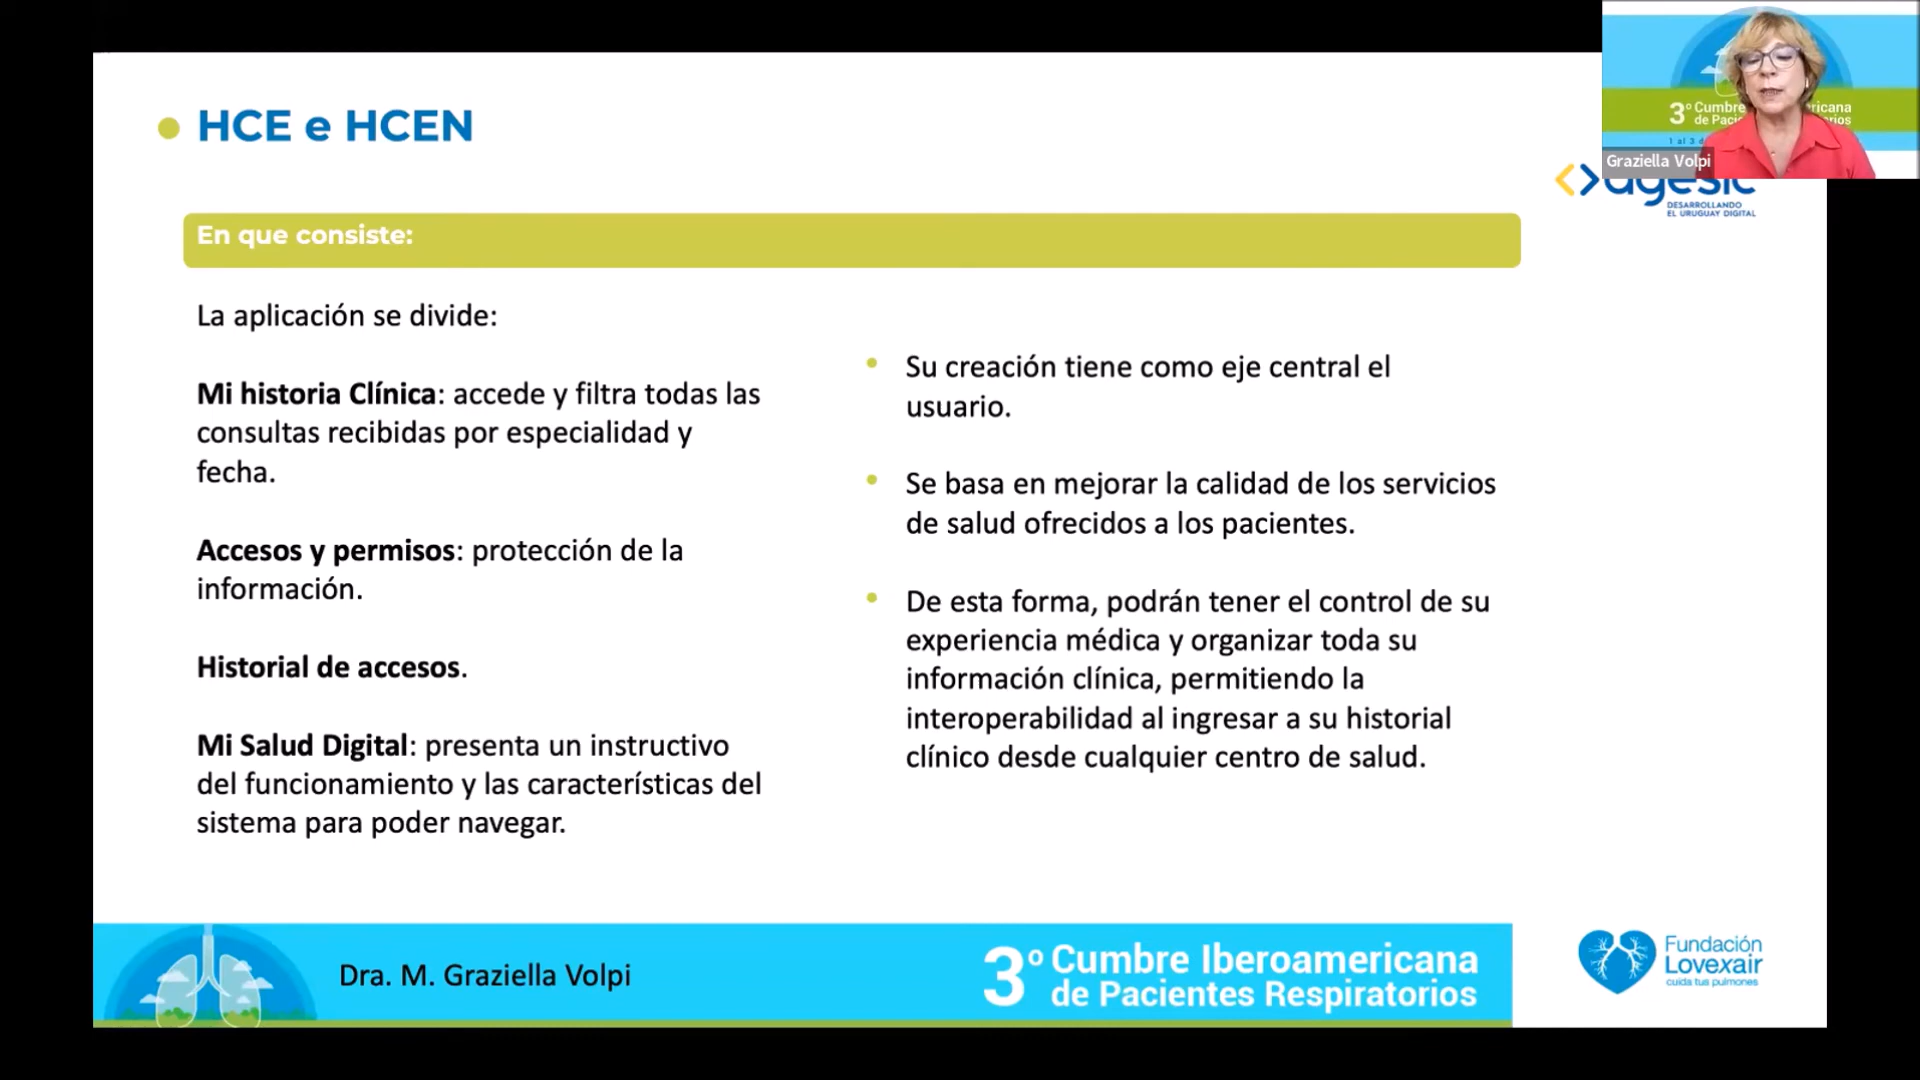 HCE e HCEN
En que consiste:
La aplicación se divide:
Mi historia Clínica: accede y filtra todas las
consultas recibidas por especialidad y
fecha.
Accesos y permisos: protección de la
información.
Historial de accesos.
Mi Salud Digital: presenta un instructivo
del funcionamiento y las características del
sistema para poder navegar.
• Su creación tiene como eje central el
usuario.
• Se basa en mejorar la calidad de los servicios
de salud ofrecidos a los pacientes.
• De esta forma, podrán tener el control de su
experiencia médica y organizar toda su
información clínica, permitiendo la
interoperabilidad al ingresar a su historial
clínico desde cualquier centro de salud.
3º Cumbre
de
Graziella Volpi
agesic
DESARROLLANDO
EL URUGUAY DIGITAL
Dra. M. Graziella Volpi
3º Cumbre Iberoamericana
de Pacientes Respiratorios
Fundación
Lovexair
cuida tus pulmones